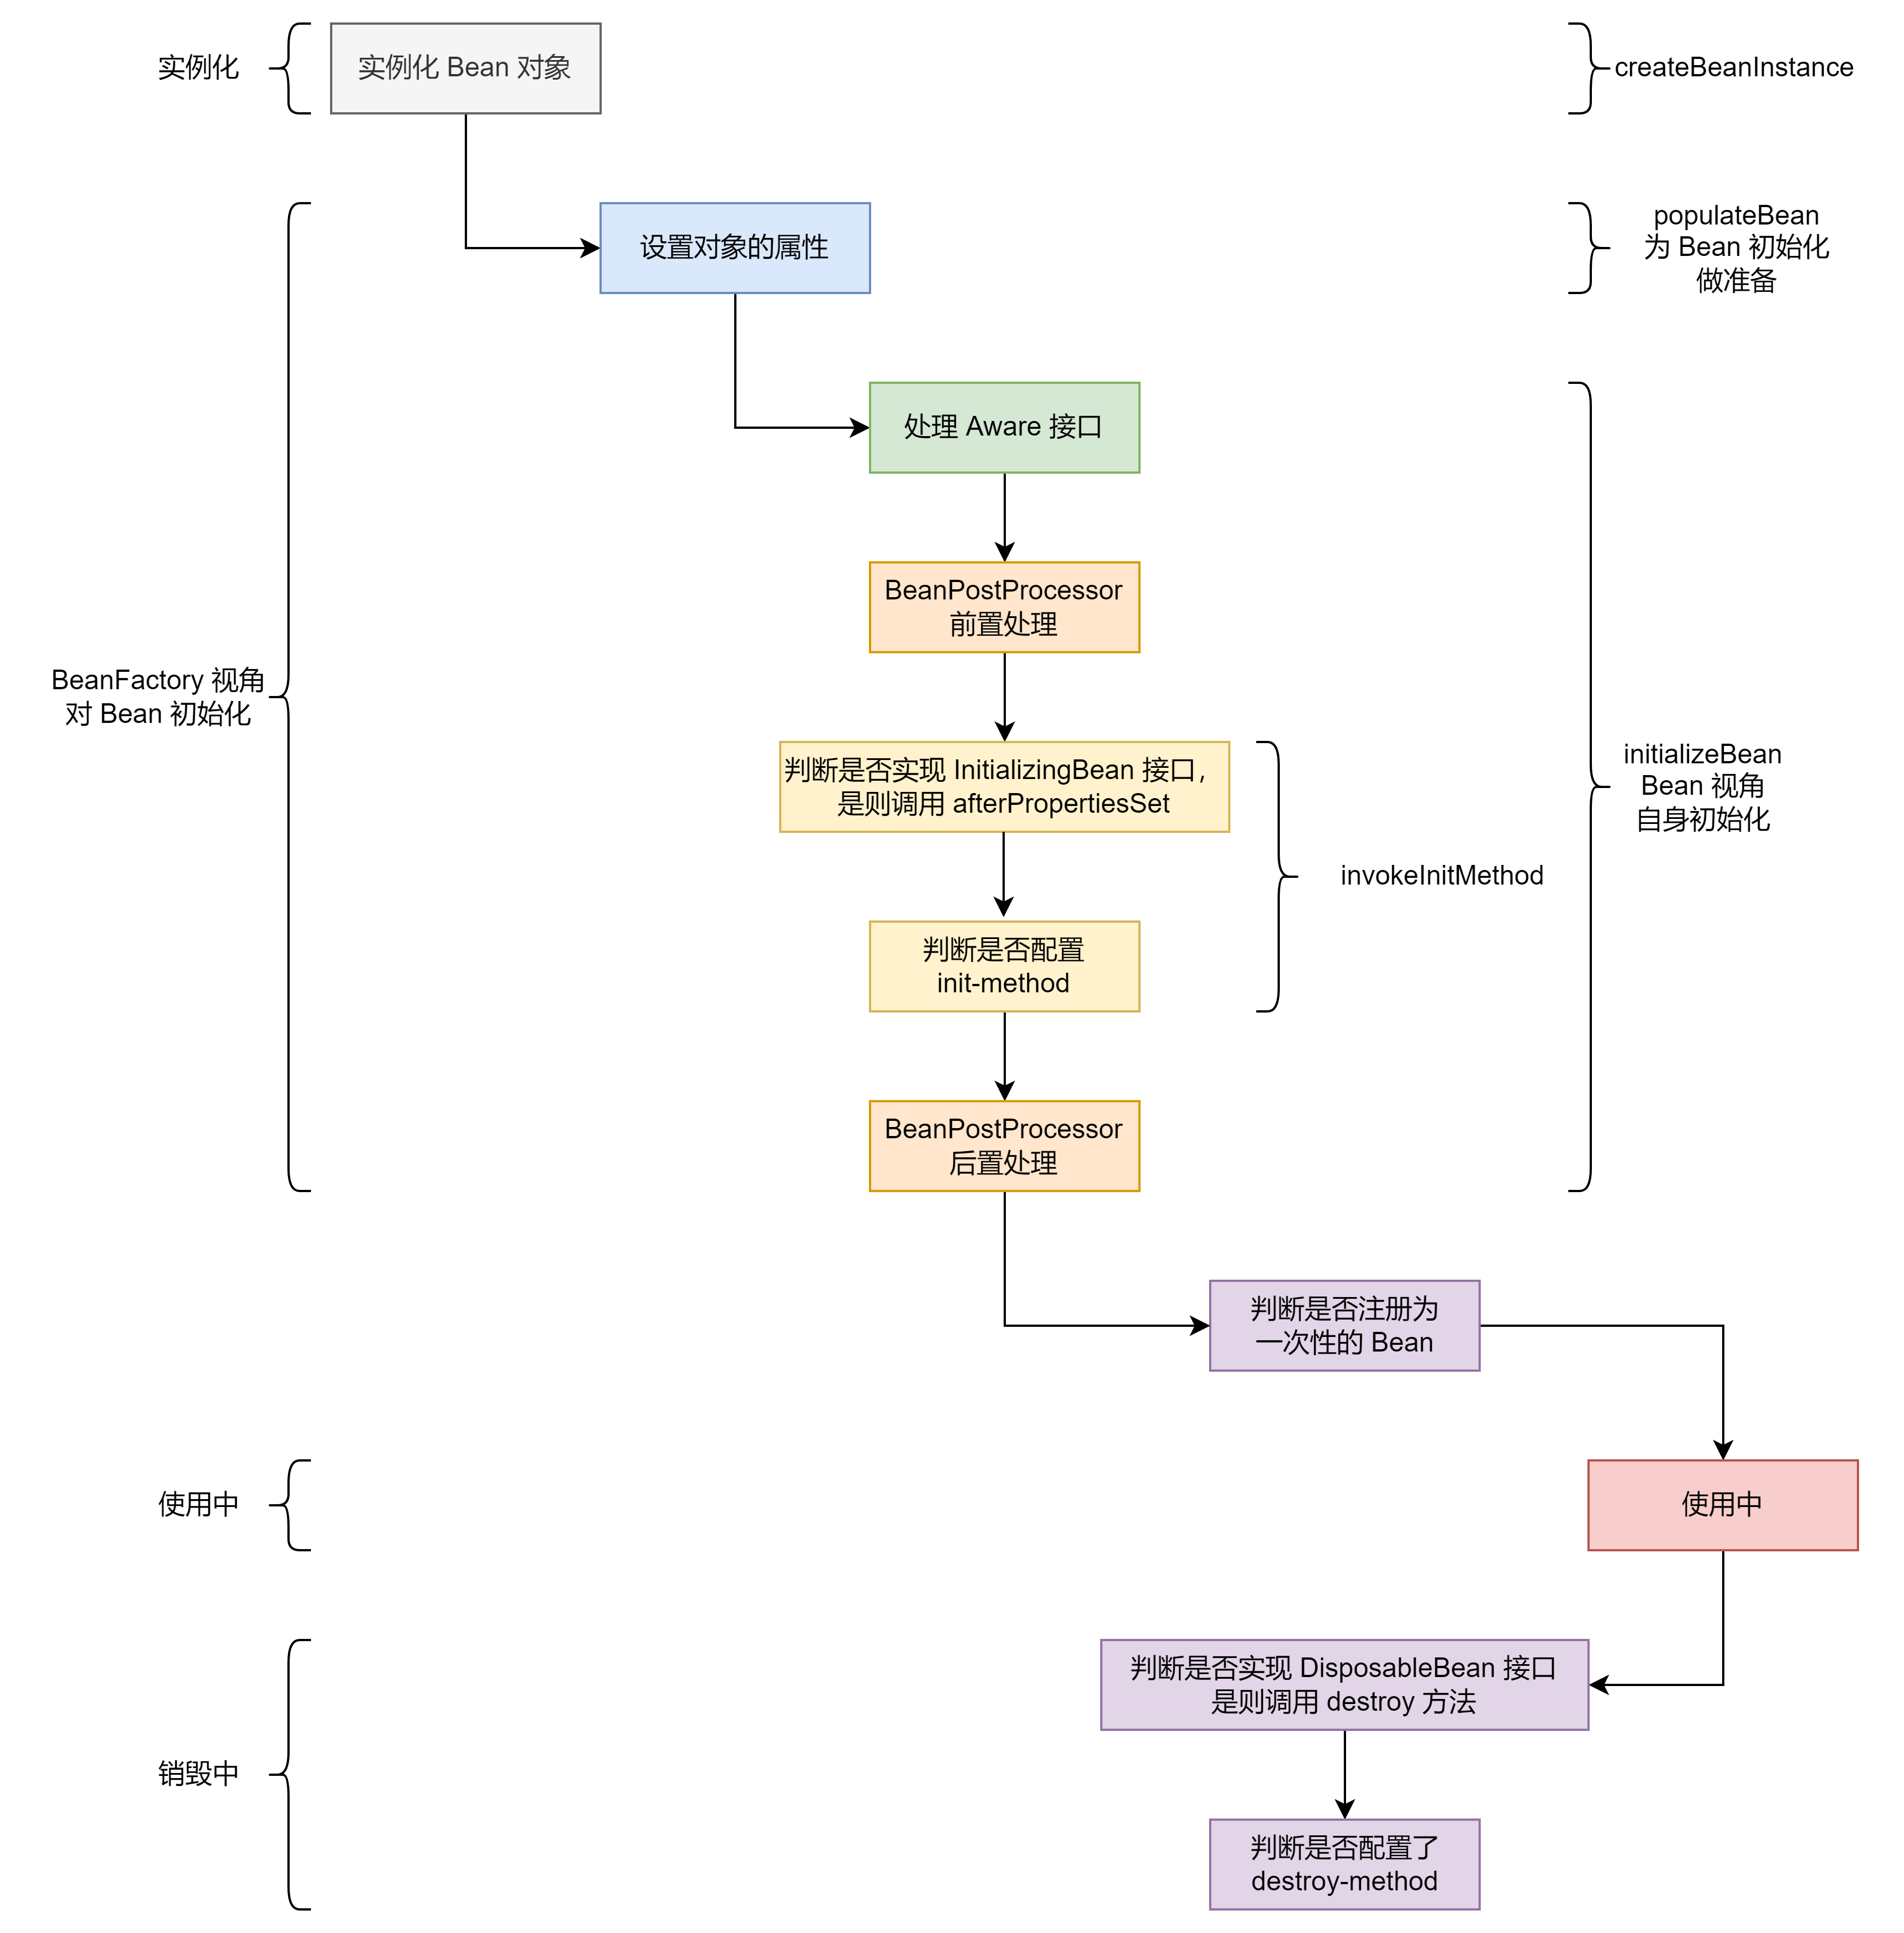 实例化
实例化 Bean 对象
createBeanInstance
设置对象的属性
populateBean
为 Bean 初始化
做准备
处理 Aware 接口
BeanPostProcessor
前置处理
BeanFactory 视角
对 Bean 初始化
判断是否实现 InitializingBean 接口，
是则调用 afterPropertiesSet
initializeBean
Bean 视角
自身初始化
invokeInitMethod
判断是否配置
init-method
BeanPostProcessor
后置处理
判断是否注册为
一次性的 Bean
使用中
使用中
判断是否实现 DisposableBean 接口
是则调用 destroy 方法
销毁中
判断是否配置了
destroy-method